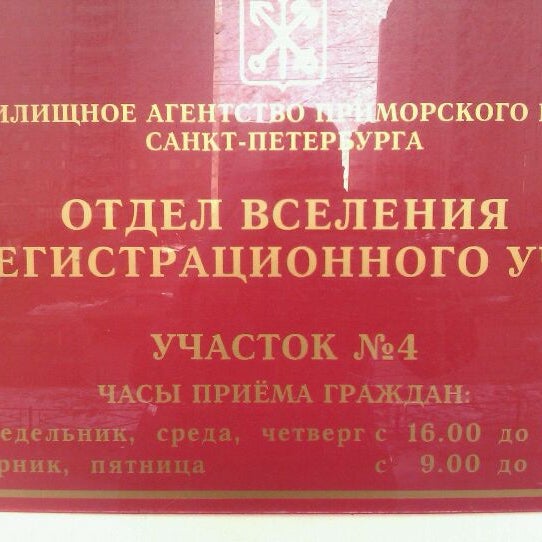 ИЛИЩНОЕ АГЕНТСТВО ПРИМОРСКОГО
САНКТ-ПЕТЕРБУРГА
ОТДЕЛ ВСЕЛЕНИЯ
ЕГИСТРАЦИОННОГО УЧ
УЧАСТОК №4
ЧАСЫ ПРИЁМА ГРАЖДАН:
едельник, среда, четверг с 16.00 до
рник, пятница с 9.00 до